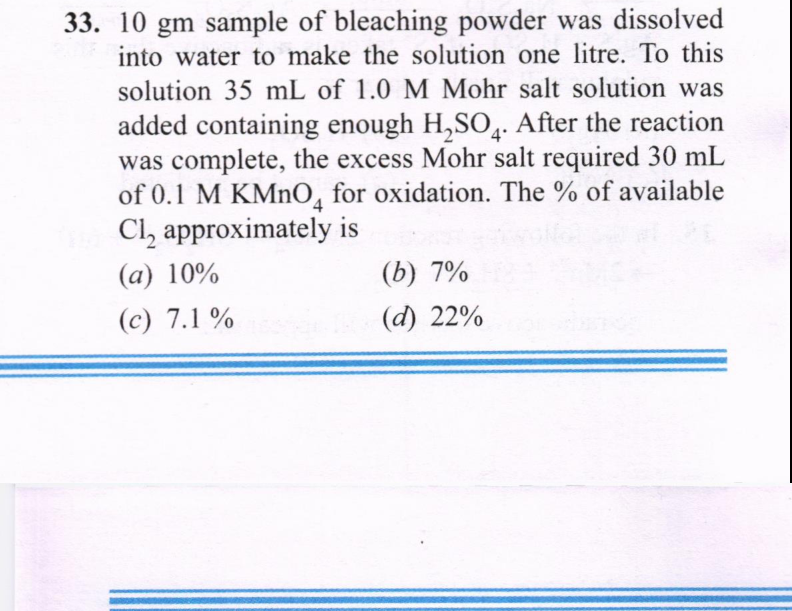 33. 10 gm sample of bleaching powder was dissolved
into water to make the solution one litre. To this
solution 35 mL of 1.0 M Mohr salt solution was
added containing enough H₂SO₄. After the reaction
was complete, the excess Mohr salt required 30 mL
of 0.1 M KMnO₄ for oxidation. The % of available
Cl₂ approximately is
(a) 10% (b) 7%
(c) 7.1 % (d) 22%